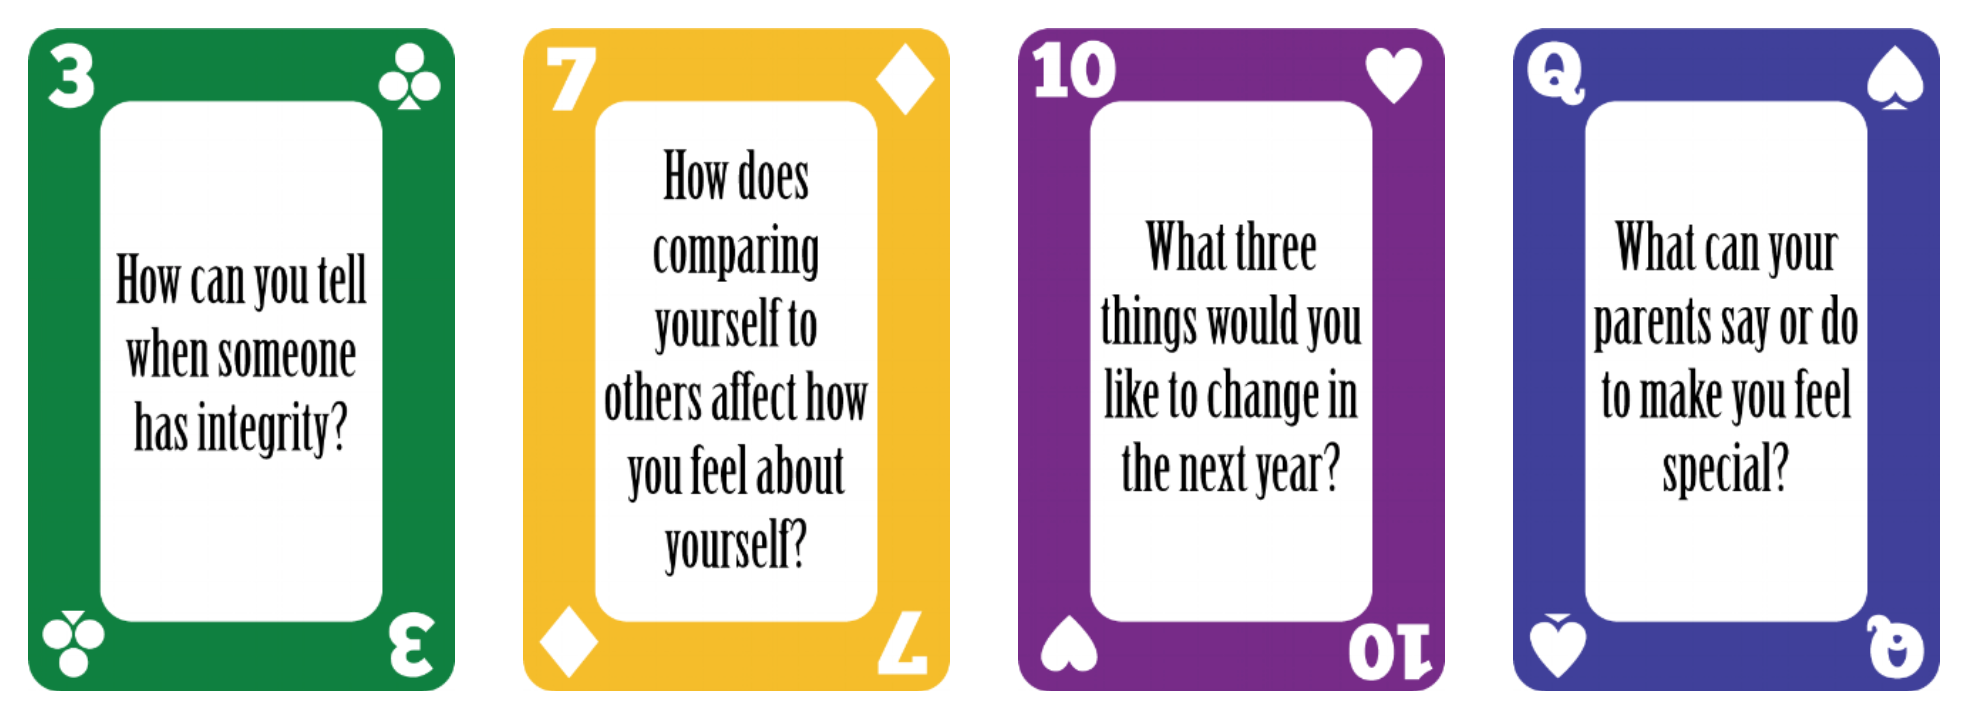 3
How can you tell
when someone
has integrity?
3
7
How does
comparing
yourself to
others affect how
you feel about
yourself?
7
10
What three
things would you
like to change in
the next year?
10
Q
What can your
parents say or do
to make you feel
special?
Q